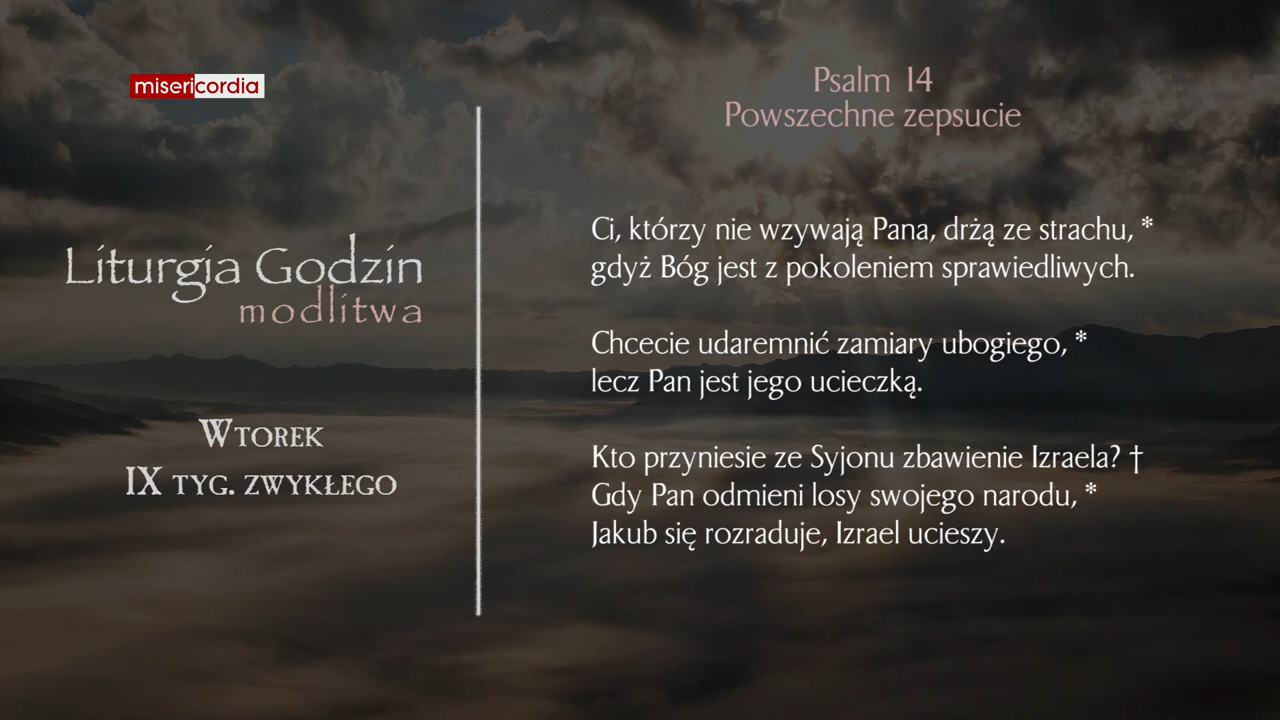 misericordia
Liturgia Godzin
modlitwa
Wtorek
IX tyg. zwykłego
Psalm 14
Powszechne zepsucie
Ci, którzy nie wzywają Pana, drżą ze strachu, *
gdyż Bóg jest z pokoleniem sprawiedliwych.
Chcecie udaremnić zamiary ubogiego, *
lecz Pan jest jego ucieczką.
Kto przyniesie ze Syjonu zbawienie Izraela? †
Gdy Pan odmieni losy swojego narodu, *
Jakub się rozraduje, Izrael ucieszy.